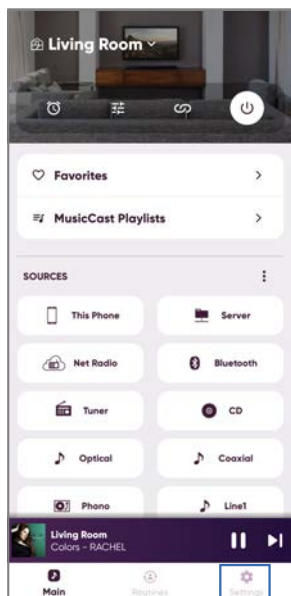 Living Room
Favorites
MusicCast Playlists
SOURCES
This Phone
Server
Net Radio
Bluetooth
Tuner
CD
Optical
Coaxial
Phono
Line1
Living Room
Colors - RACHEL
Main
Routines
Settings